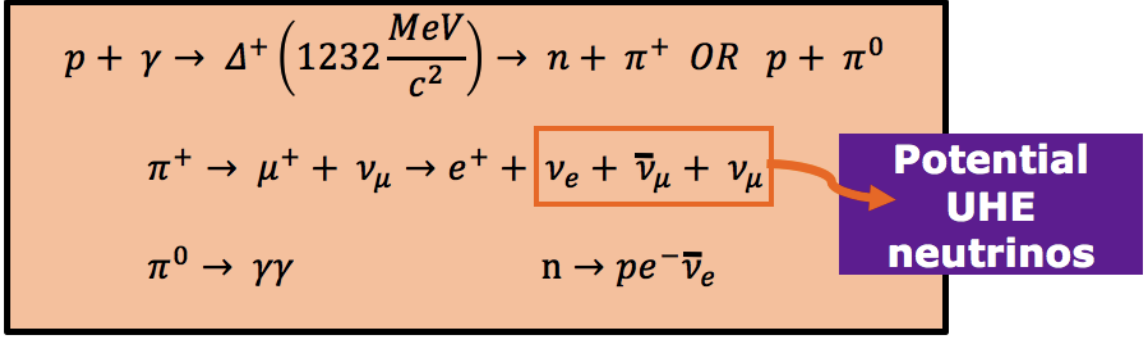 p + γ → Δ⁺ (1232 MeV/c²) → n + π⁺ OR p + π⁰
π⁺ → μ⁺ + ν_μ → e⁺ + ν_e + ν̄_μ + ν_μ
Potential
UHE
neutrinos
π⁰ → γγ
n → pe⁻ν̄_e